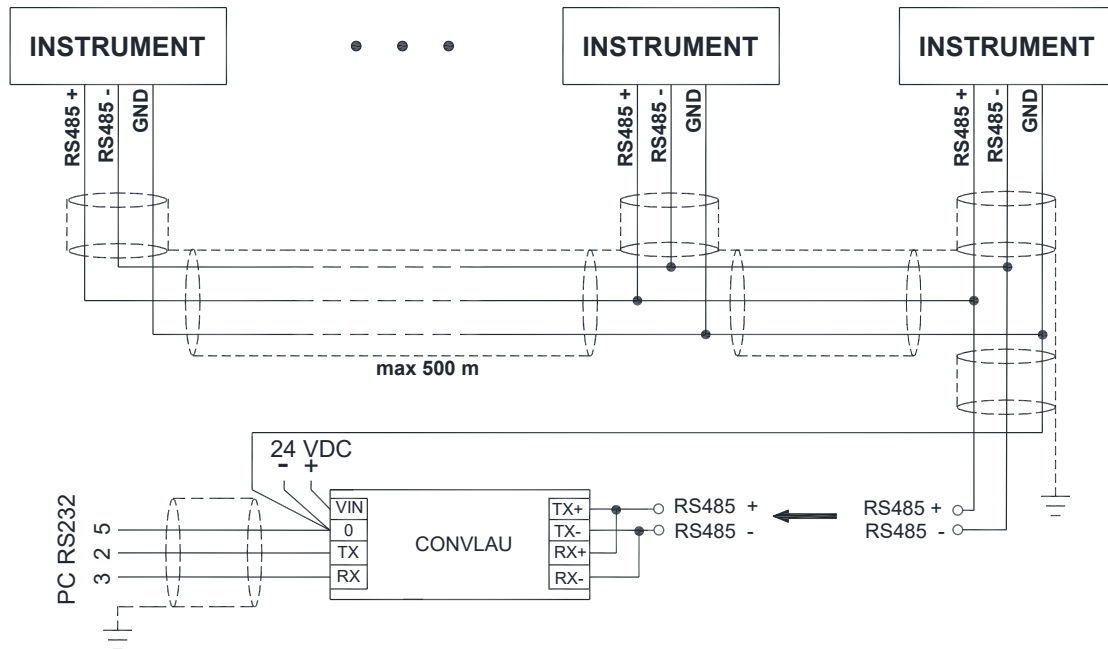 INSTRUMENT
INSTRUMENT
INSTRUMENT
RS485 +
RS485 -
GND
RS485 +
RS485 -
GND
RS485 +
RS485 -
GND
max 500 m
24 VDC
- +
PC RS232
5
2
3
VIN
0
TX
RX
CONVLAU
TX+
TX-
RX+
RX-
RS485 +
RS485 -
RS485 +
RS485 -